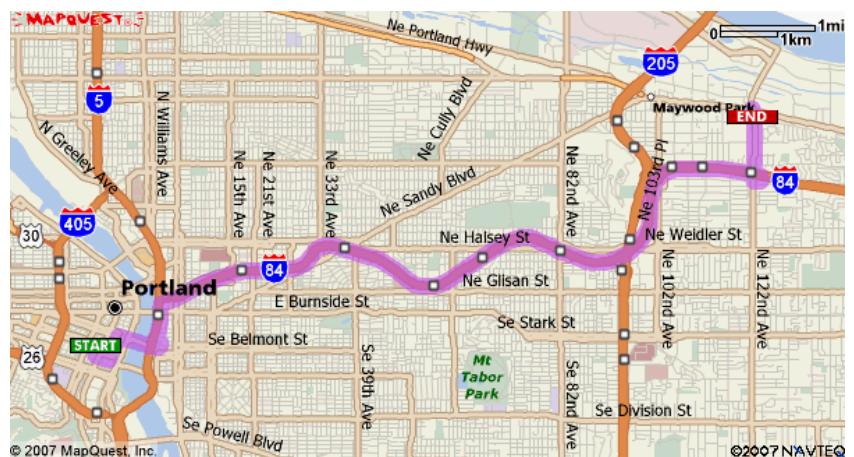 MAPQUEST.
0
1mi
1km
Ne Portland Hwy
205
5
N Williams Ave
Ne Cully Blvd
Maywood Park
END
N Greeley Ave
Ne 15th Ave
Ne 21st Ave
Ne 33rd Ave
Ne Sandy Blvd
Ne 82nd Ave
Ne 103rd Pl
84
405
30
Ne Halsey St
Ne Weidler St
84
Ne Glisan St
Portland
E Burnside St
Ne 102nd Ave
Ne 122nd Ave
Se Stark St
START
Se Belmont St
26
Se 39th Ave
Mt
Tabor
Park
Se 82nd Ave
Se Division St
Se Powell Blvd
© 2007 MapQuest, Inc.
©2007 NAVTEQ